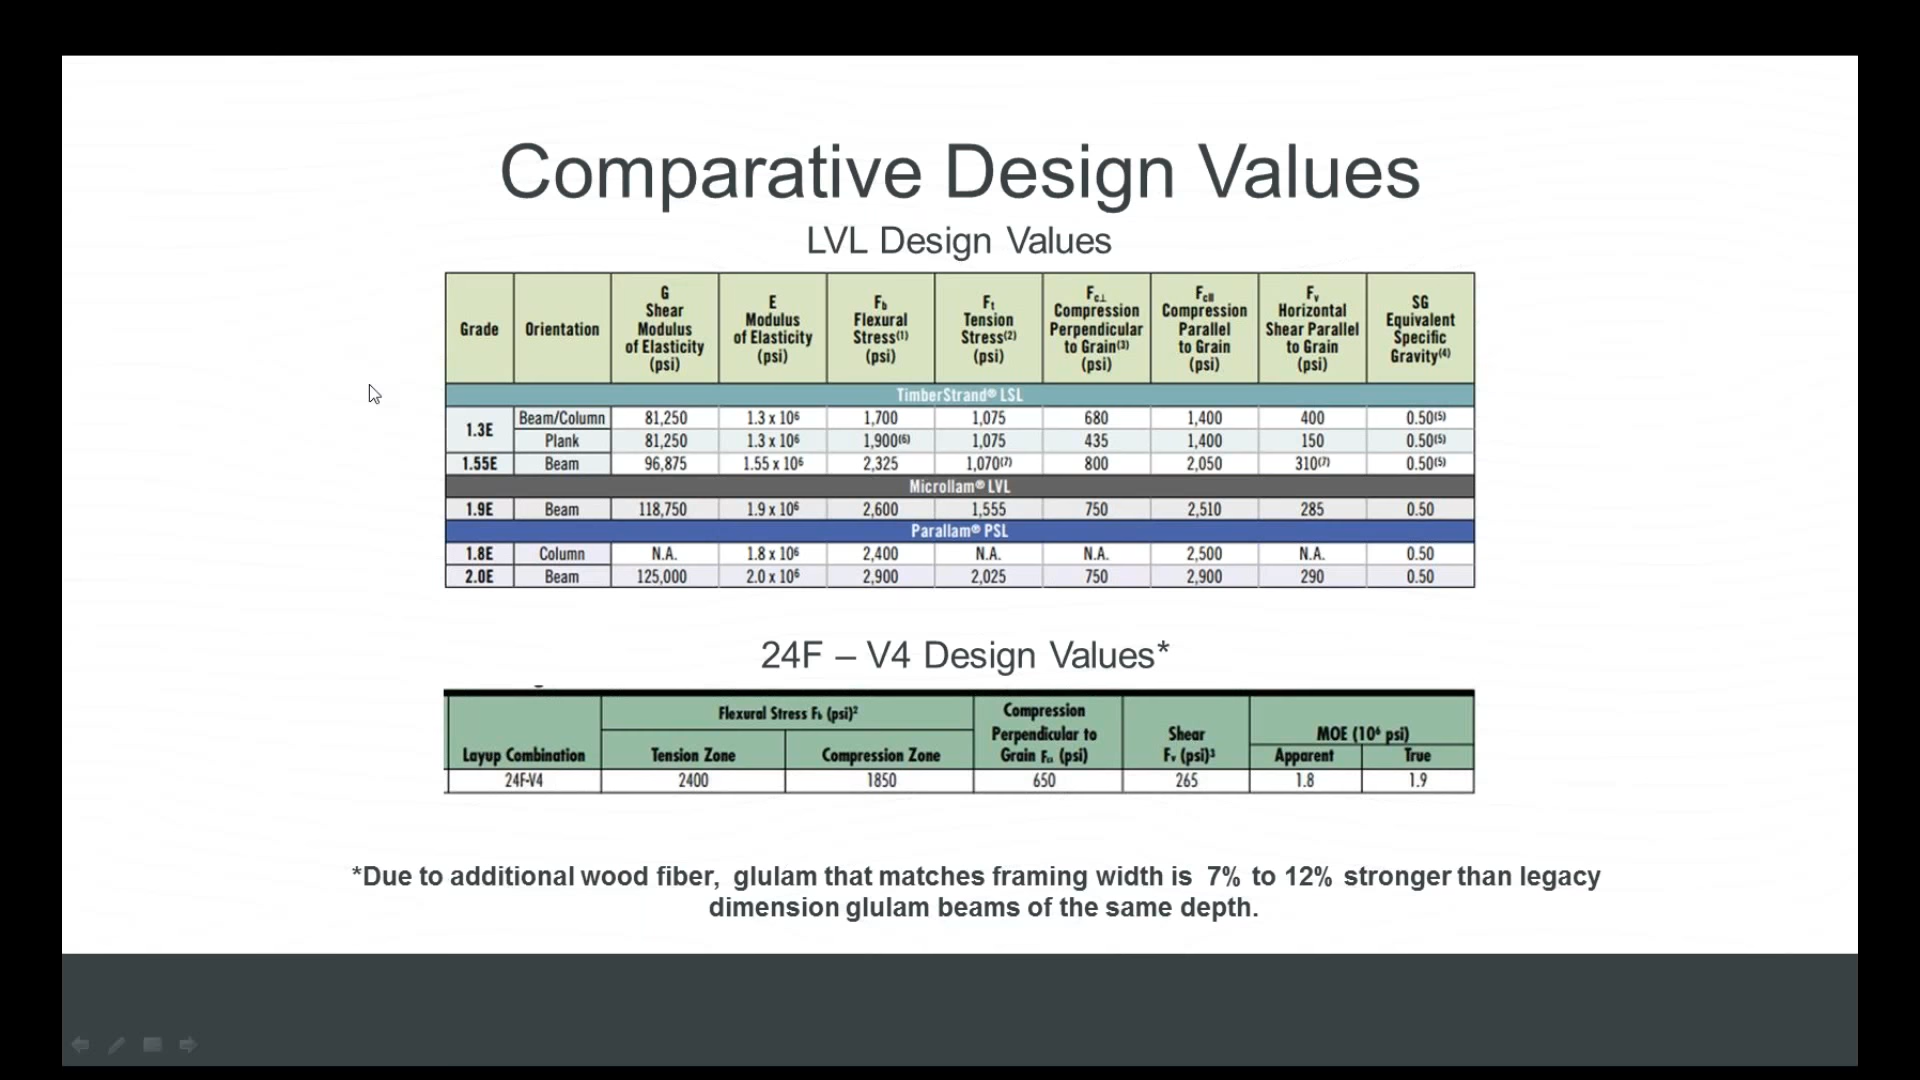 Comparative Design Values
LVL Design Values
Grade Orientation G Shear Modulus of Elasticity (psi) E Modulus of Elasticity (psi) Fb Flexural Stress(1) (psi) Ft Tension Stress(2) (psi) Fc⊥ Compression Perpendicular to Grain(3) (psi) Fc|| Compression Parallel to Grain (psi) Fv Horizontal Shear Parallel to Grain (psi) SG Equivalent Specific Gravity(4)
TimberStrand® LSL
1.3E Beam/Column 81,250 1.3 x 10⁶ 1,700 1,075 680 1,400 400 0.50(5)
Plank 81,250 1.3 x 10⁶ 1,900(6) 1,075 435 1,400 150 0.50(5)
1.55E Beam 96,875 1.55 x 10⁶ 2,325 1,070(7) 800 2,050 310(7) 0.50(5)
Microllam® LVL
1.9E Beam 118,750 1.9 x 10⁶ 2,600 1,555 750 2,510 285 0.50
Parallam® PSL
1.8E Column N.A. 1.8 x 10⁶ 2,400 N.A. N.A. 2,500 N.A. 0.50
2.0E Beam 125,000 2.0 x 10⁶ 2,900 2,025 750 2,900 290 0.50
24F – V4 Design Values*
Layup Combination Flexural Stress Fb (psi)² Tension Zone Compression Zone Compression Perpendicular to Grain Fc⊥ (psi) Shear Fv (psi)³ MOE (10⁶ psi) Apparent True
24F-V4 2400 1850 650 265 1.8 1.9
*Due to additional wood fiber, glulam that matches framing width is 7% to 12% stronger than legacy
dimension glulam beams of the same depth.